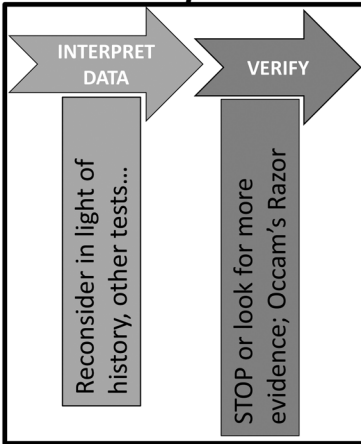 INTERPRET
DATA
VERIFY
Reconsider in light of
history, other tests...
STOP or look for more
evidence; Occam's Razor